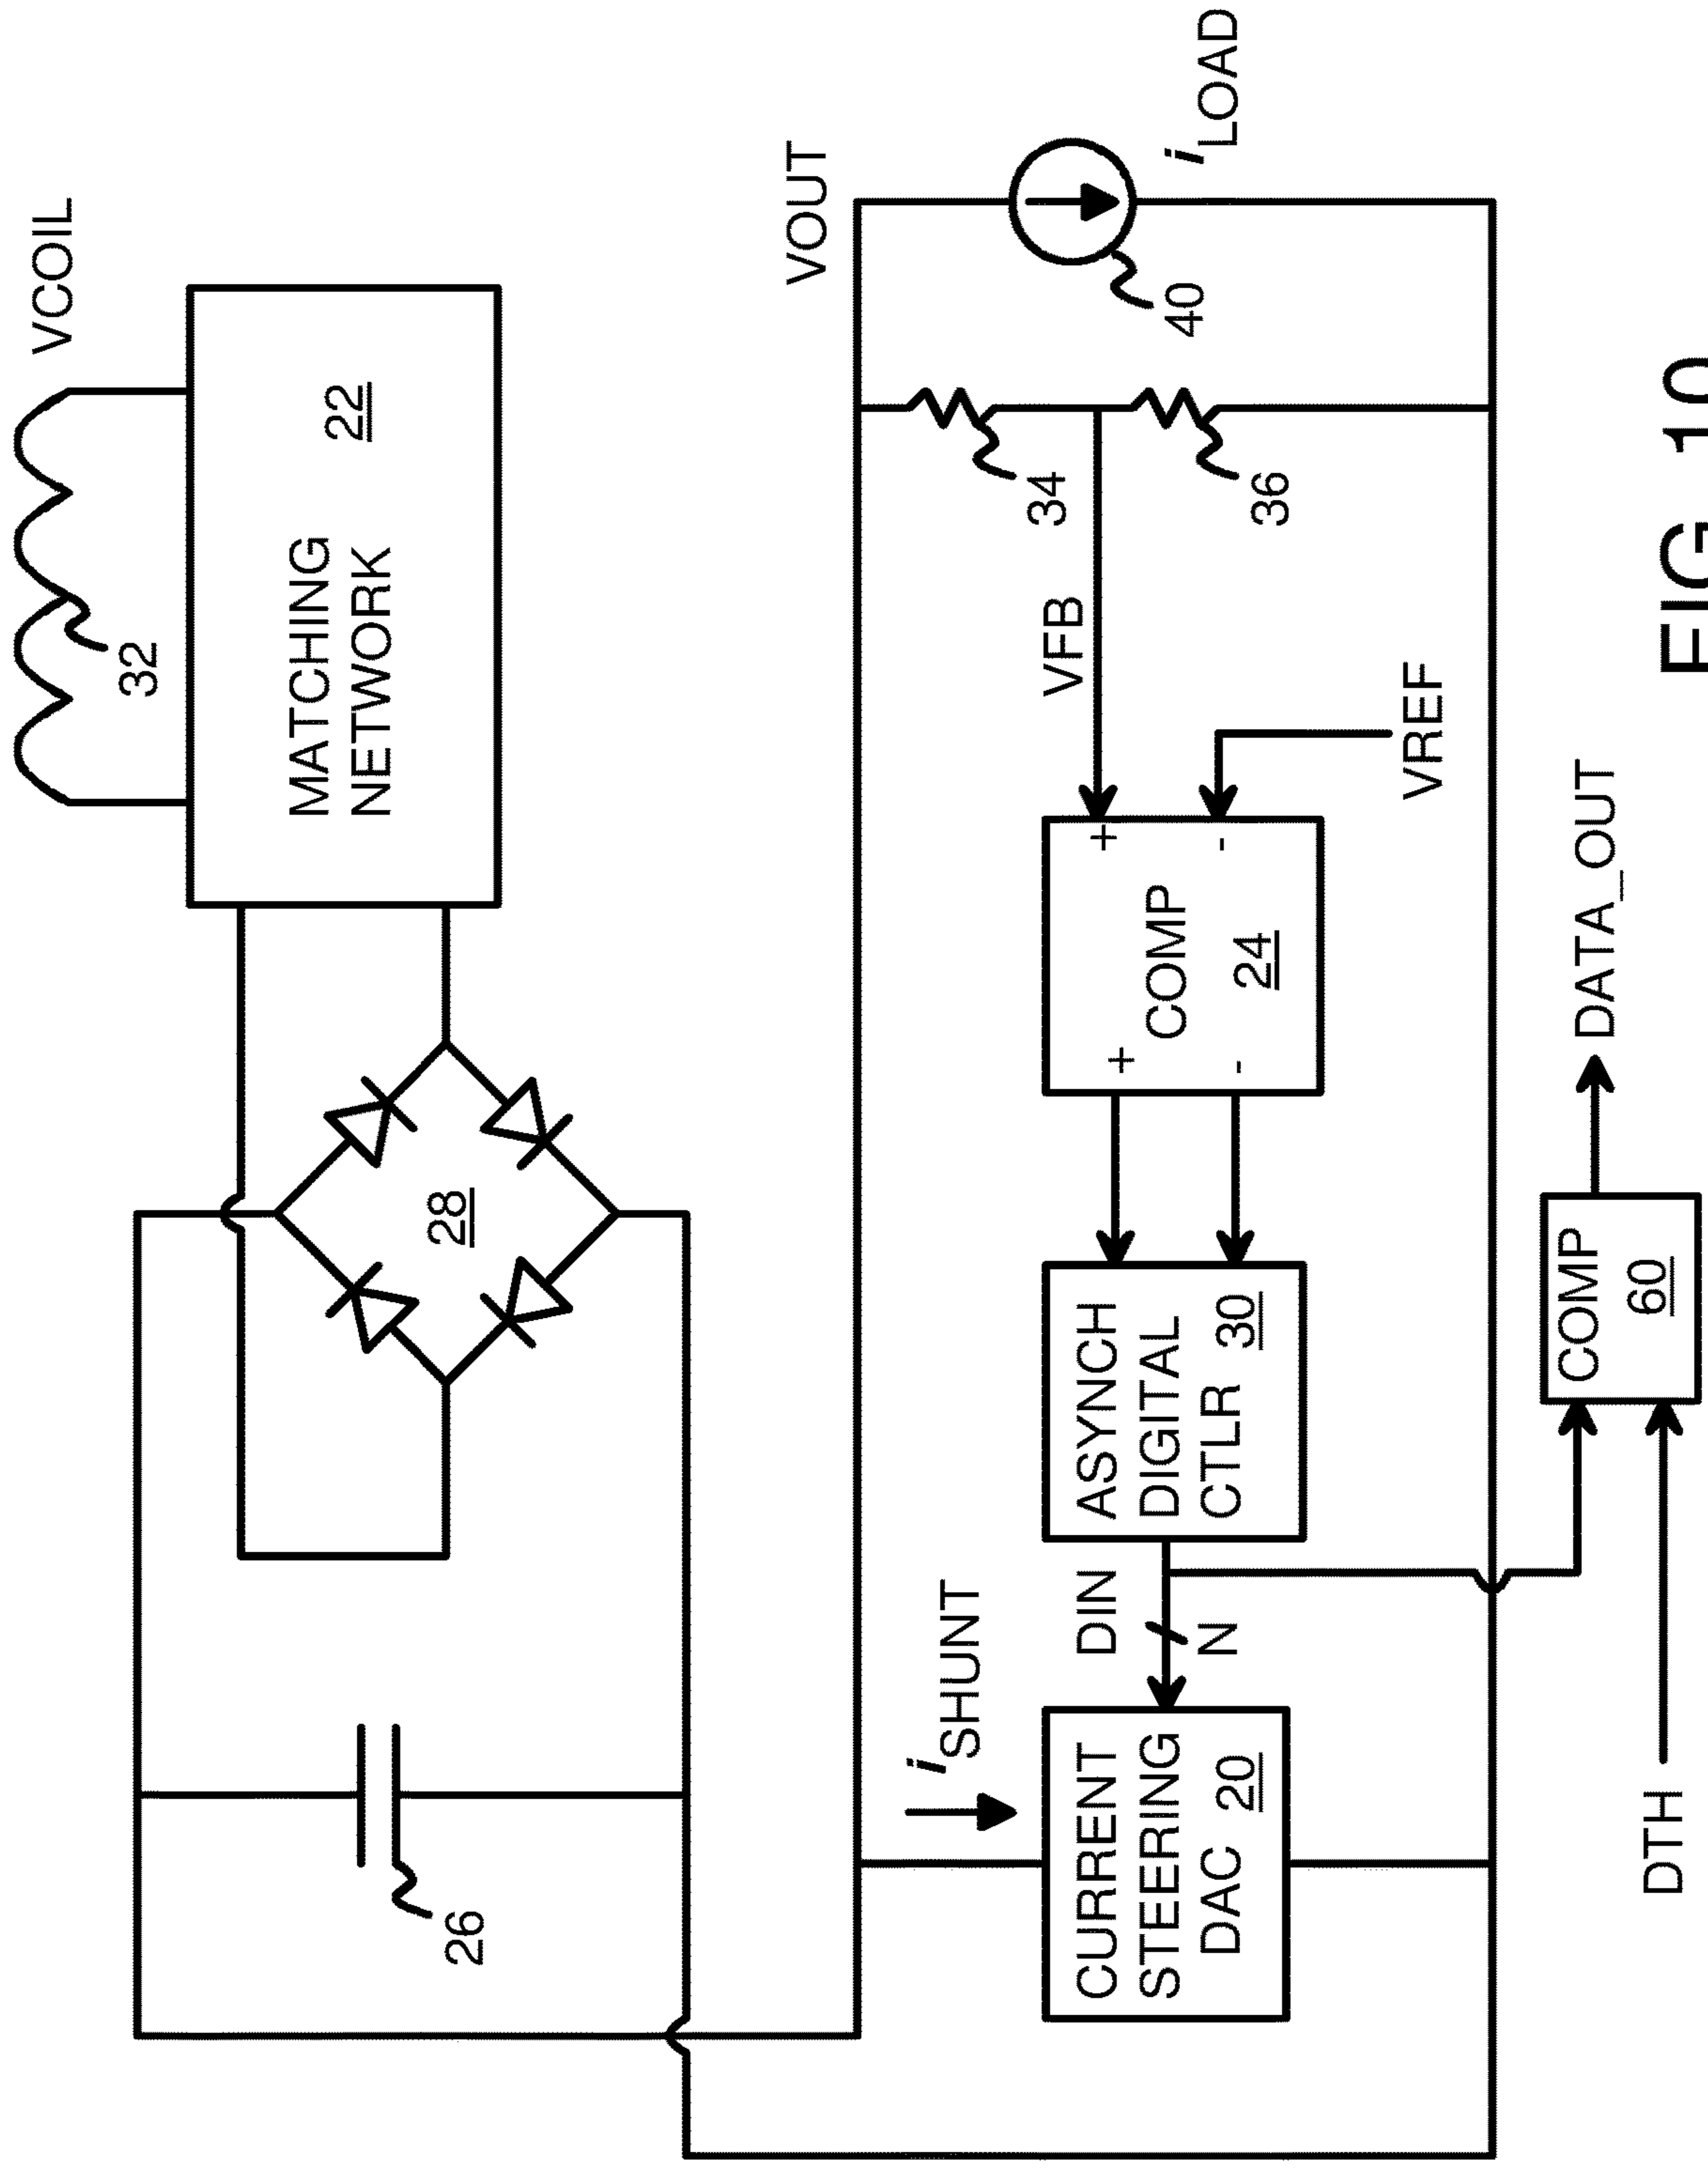 VCOIL
32
MATCHING
NETWORK
22
28
26
VOUT
iSHUNT
CURRENT
STEERING
DAC 20
DIN
N
ASYNCH
DIGITAL
CTLR 30
+ +
COMP
24
- -
VFB
VREF
34
36
40
iLOAD
DTH
COMP
60
DATA_OUT
FIG 10